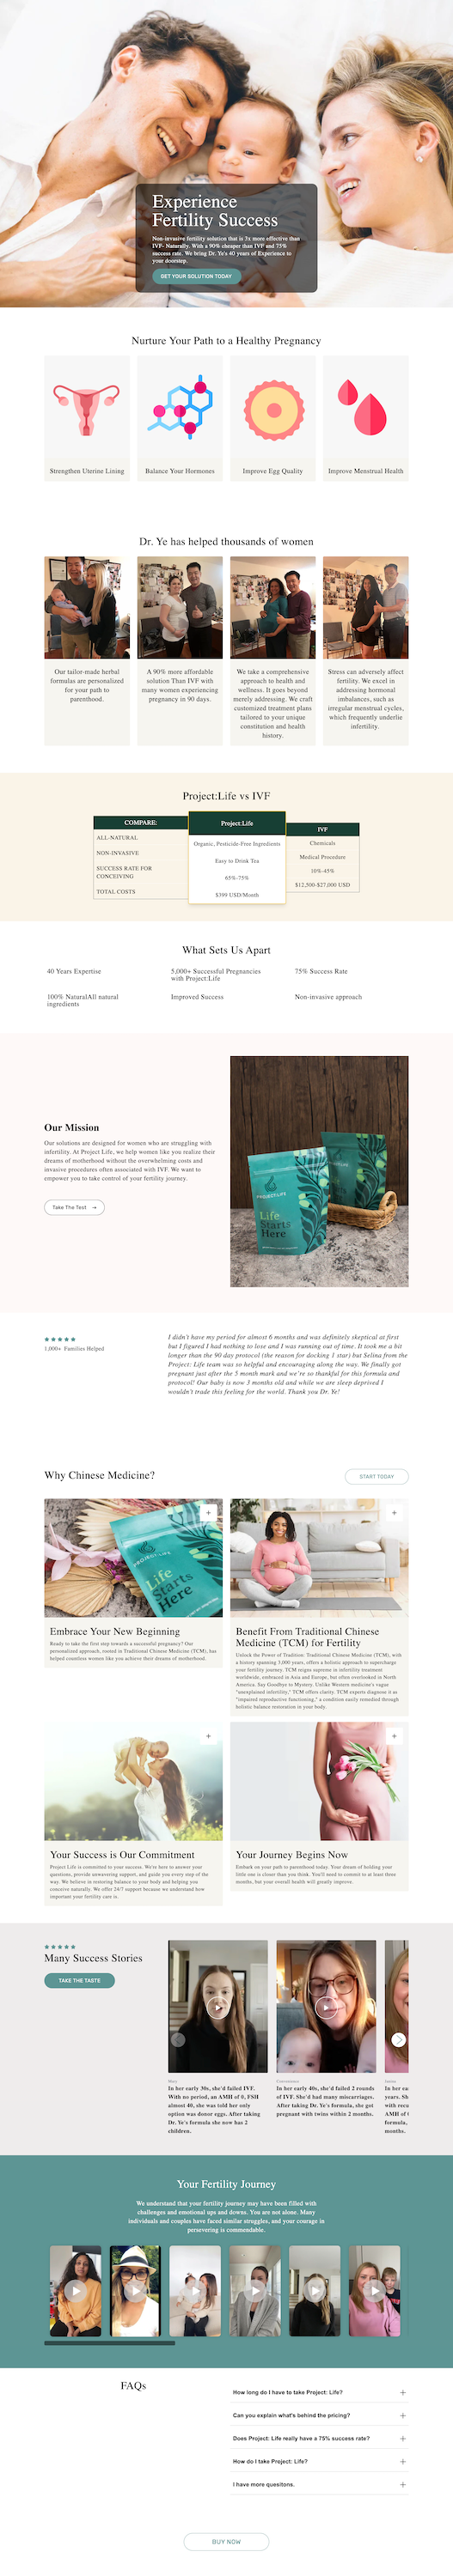 Experience
Fertility Success
Non-invasive fertility solution that is 3x more effective than
IVF- Naturally. With a 90% cheaper than IVF and 75%
success rate. We bring Dr. Ye's 40 years of Experience to
your doorstep.
GET YOUR SOLUTION TODAY
Nurture Your Path to a Healthy Pregnancy
Strengthen Uterine Lining
Balance Your Hormones
Improve Egg Quality
Improve Menstrual Health
Dr. Ye has helped thousands of women
Our tailor-made herbal
formulas are personalized
for your path to
parenthood.
A 90% more affordable
solution Than IVF with
many women experiencing
pregnancy in 90 days.
We take a comprehensive
approach to health and
wellness. It goes beyond
merely addressing. We craft
customized treatment plans
tailored to your unique
constitution and health
history.
Stress can adversely affect
fertility. We excel in
addressing hormonal
imbalances, such as
irregular menstrual cycles,
which frequently underlie
infertility.
Project:Life vs IVF
COMPARE:
ALL-NATURAL
NON-INVASIVE
SUCCESS RATE FOR
CONCEIVING
TOTAL COSTS
Project:Life
Organic, Pesticide-Free Ingredients
Easy to Drink Tea
65%-75%
$399 USD/Month
IVF
Chemicals
Medical Procedure
10%-45%
$12,500-$27,000 USD
What Sets Us Apart
40 Years Expertise
5,000+ Successful Pregnancies
with Project:Life
75% Success Rate
100% NaturalAll natural
ingredients
Improved Success
Non-invasive approach
Our Mission
Our solutions are designed for women who are struggling with
infertility. At Project Life, we help women like you realize their
dreams of motherhood without the overwhelming costs and
invasive procedures often associated with IVF. We want to
empower you to take control of your fertility journey.
Take The Test →
PROJECT:LIFE
Life
Starts
Here
1,000+ Families Helped
I didn't have my period for almost 6 months and was definitely skeptical at first
but I figured I had nothing to lose and I was running out of time. It took me a bit
longer than the 90 day protocol (the reason for docking 1 star) but Selina from the
Project: Life team was so helpful and encouraging along the way. We finally got
pregnant just after the 5 month mark and we're so thankful for this formula and
protocol! Our baby is now 3 months old and while we are sleep deprived I
wouldn't trade this feeling for the world. Thank you Dr. Ye!
Why Chinese Medicine?
START TODAY
PROJECT:LIFE
Life
Starts
Here
Embrace Your New Beginning
Ready to take the first step towards a successful pregnancy? Our
personalized approach, rooted in Traditional Chinese Medicine (TCM), has
helped countless women like you achieve their dreams of motherhood.
Benefit From Traditional Chinese
Medicine (TCM) for Fertility
Unlock the Power of Tradition: Traditional Chinese Medicine (TCM), with
a history spanning 3,000 years, offers a holistic approach to supercharge
your fertility journey. TCM reigns supreme in infertility treatment
worldwide, embraced in Asia and Europe, but often overlooked in North
America. Say Goodbye to Mystery. Unlike Western medicine's vague
"unexplained infertility," TCM offers clarity. TCM experts diagnose it as
"impaired reproductive functioning," a condition easily remedied through
holistic balance restoration in your body.
Your Success is Our Commitment
Project Life is committed to your success. We're here to answer your
questions, provide unwavering support, and guide you every step of the
way. We believe in restoring balance to your body and helping you
conceive naturally. We offer 24/7 support because we understand how
important your fertility care is.
Your Journey Begins Now
Embark on your path to parenthood today. Your dream of holding your
little one is closer than you think. You'll need to commit to at least three
months, but your overall health will greatly improve.
Many Success Stories
TAKE THE TASTE
In her early 30s, she'd failed IVF.
With no period, an AMH of 0, FSH
almost 40, she was told her only
option was donor eggs. After taking
Dr. Ye's formula she now has 2
children.
In her early 40s, she'd failed 2 rounds
of IVF. She'd had many miscarriages.
After taking Dr. Ye's formula, she got
pregnant with twins within 2 months.
In her ea
years. Sh
with recu
AMH of
formula,
months.
Your Fertility Journey
We understand that your fertility journey may have been filled with
challenges and emotional ups and downs. You are not alone. Many
individuals and couples have faced similar struggles, and your courage in
persevering is commendable.
FAQs
How long do I have to take Project: Life?
Can you explain what's behind the pricing?
Does Project: Life really have a 75% success rate?
How do I take Project: Life?
I have more quesitons.
BUY NOW